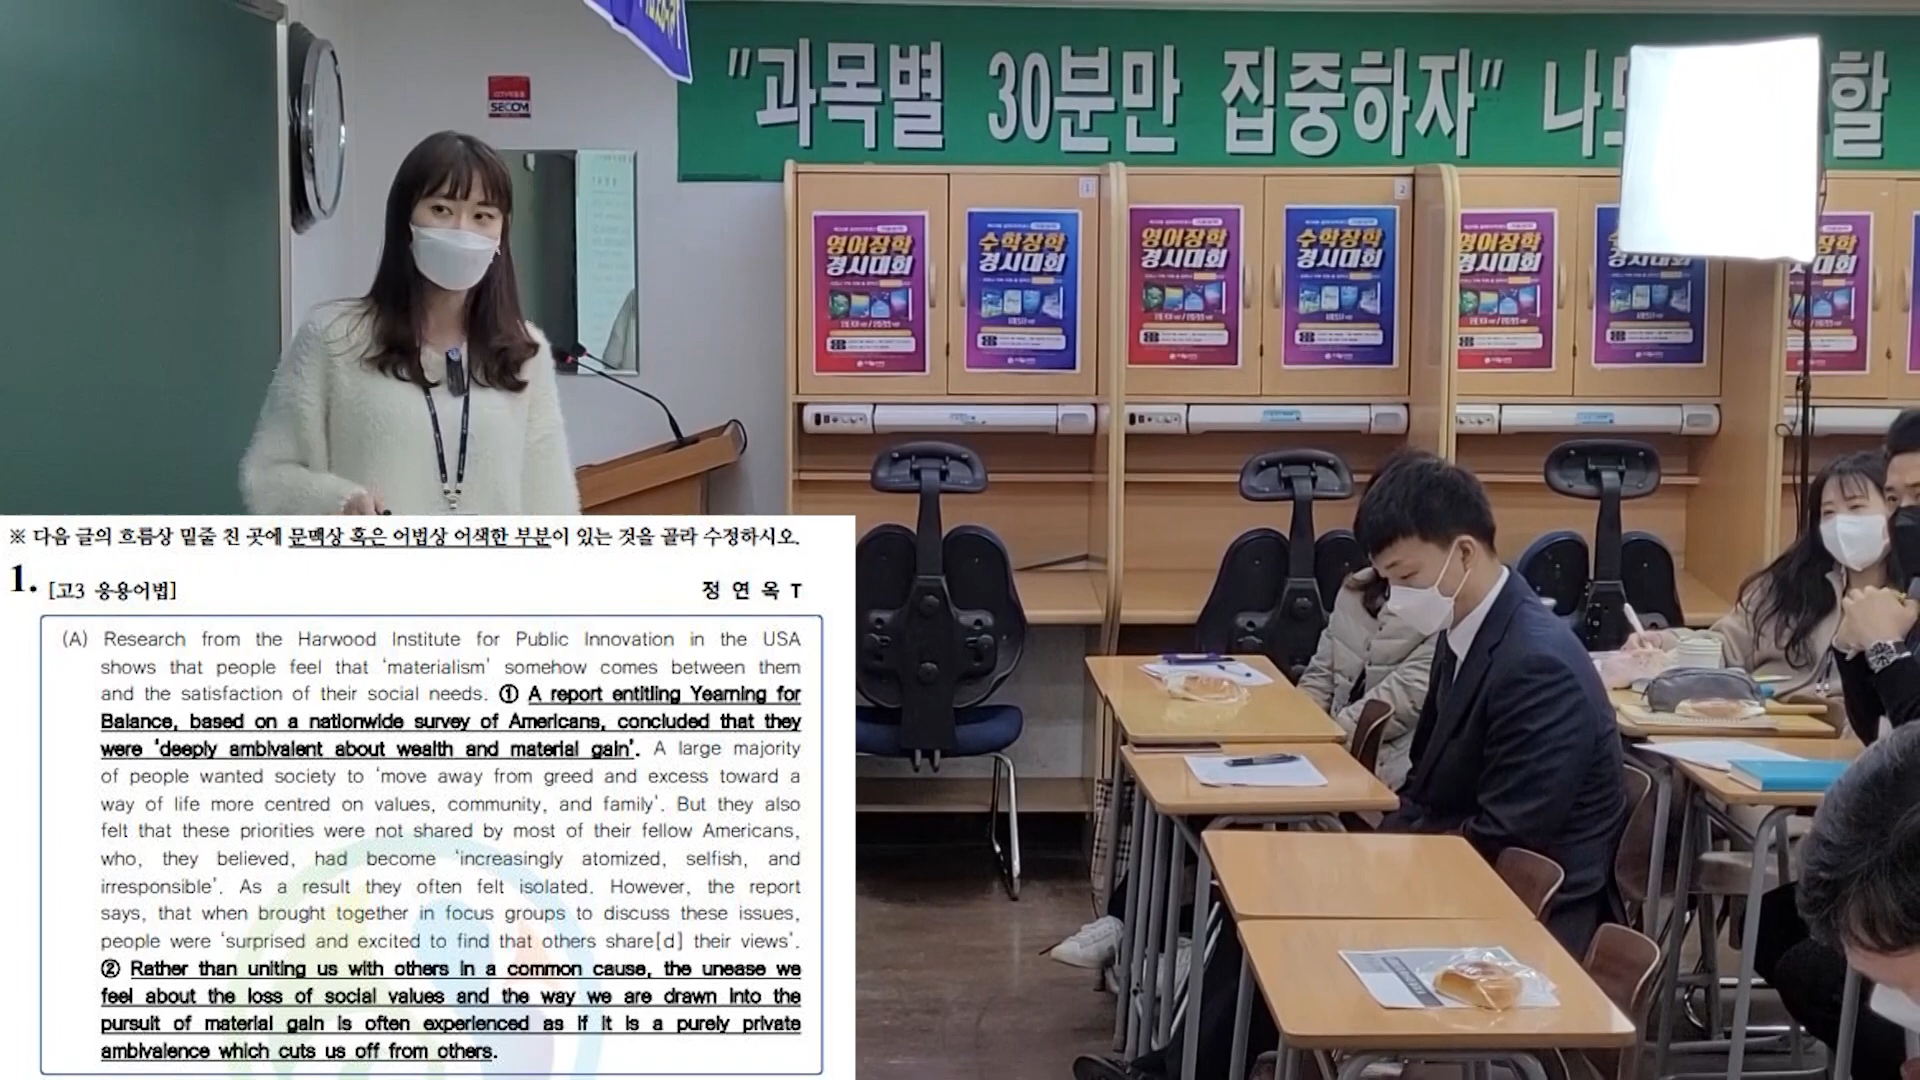 "과목별 30분만 집중하자" 나 할
SECOM
1
2
영어장학
경시대회
수학장학
경시대회
영어장학
경시대회
수학장학
경시대회
영어장학
경시대회
경시대회
장학
시대회
※ 다음 글의 흐름상 밑줄 친 곳에 문맥상 혹은 어법상 어색한 부분이 있는 것을 골라 수정하시오.
1. [고3 응용어법] 정 연 옥 T
(A) Research from the Harwood Institute for Public Innovation in the USA
shows that people feel that ‘materialism’ somehow comes between them
and the satisfaction of their social needs. ① A report entitling Yearning for
Balance, based on a nationwide survey of Americans, concluded that they
were ‘deeply ambivalent about wealth and material gain’. A large majority
of people wanted society to ‘move away from greed and excess toward a
way of life more centred on values, community, and family’. But they also
felt that these priorities were not shared by most of their fellow Americans,
who, they believed, had become ‘increasingly atomized, selfish, and
irresponsible’. As a result they often felt isolated. However, the report
says, that when brought together in focus groups to discuss these issues,
people were ‘surprised and excited to find that others share[d] their views’.
② Rather than uniting us with others in a common cause, the unease we
feel about the loss of social values and the way we are drawn into the
pursuit of material gain is often experienced as if it is a purely private
ambivalence which cuts us off from others.